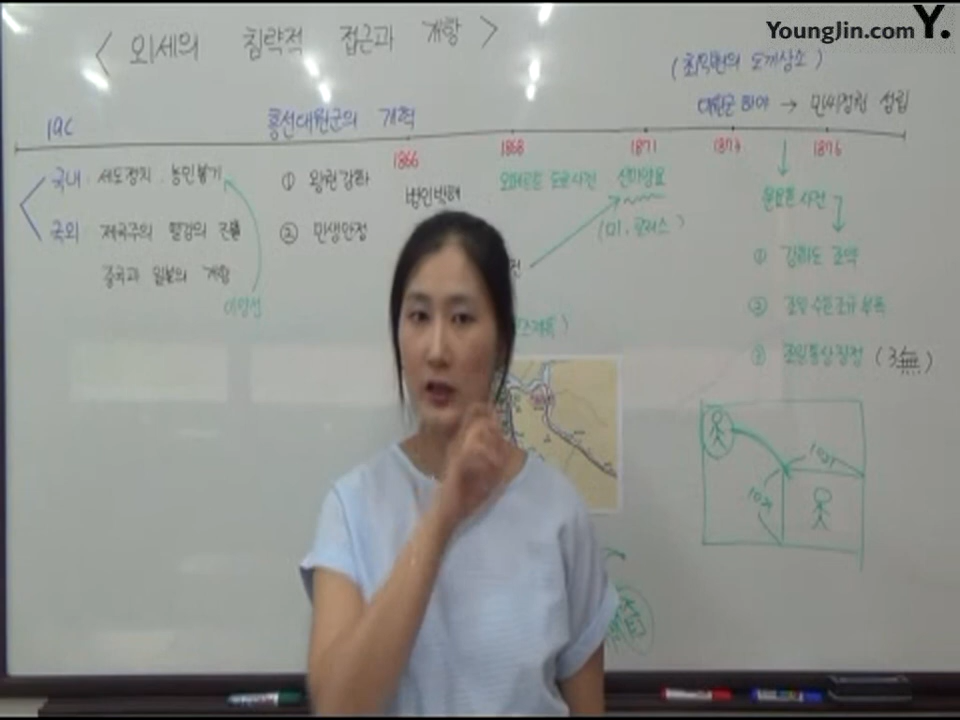 YoungJin.com Y.
< 외세의 침략적 접근과 개항 >
(최익현의 도끼상소)
대원군 하야 → 민씨정권 성립
19C
흥선대원군의 개혁
1866
1868
1871
1873
1876
국내 세도정치 . 농민봉기
국외 제국주의 열강의 접근
중국과 일본의 개항
이양선
① 왕권강화
② 민생안정
병인박해
오페르트 도굴사건
신미양요
(미, 로저스)
운요호 사건
① 강화도 조약
② 조일수호조규 부록
③ 조일통상장정 (3無)
10리
10리